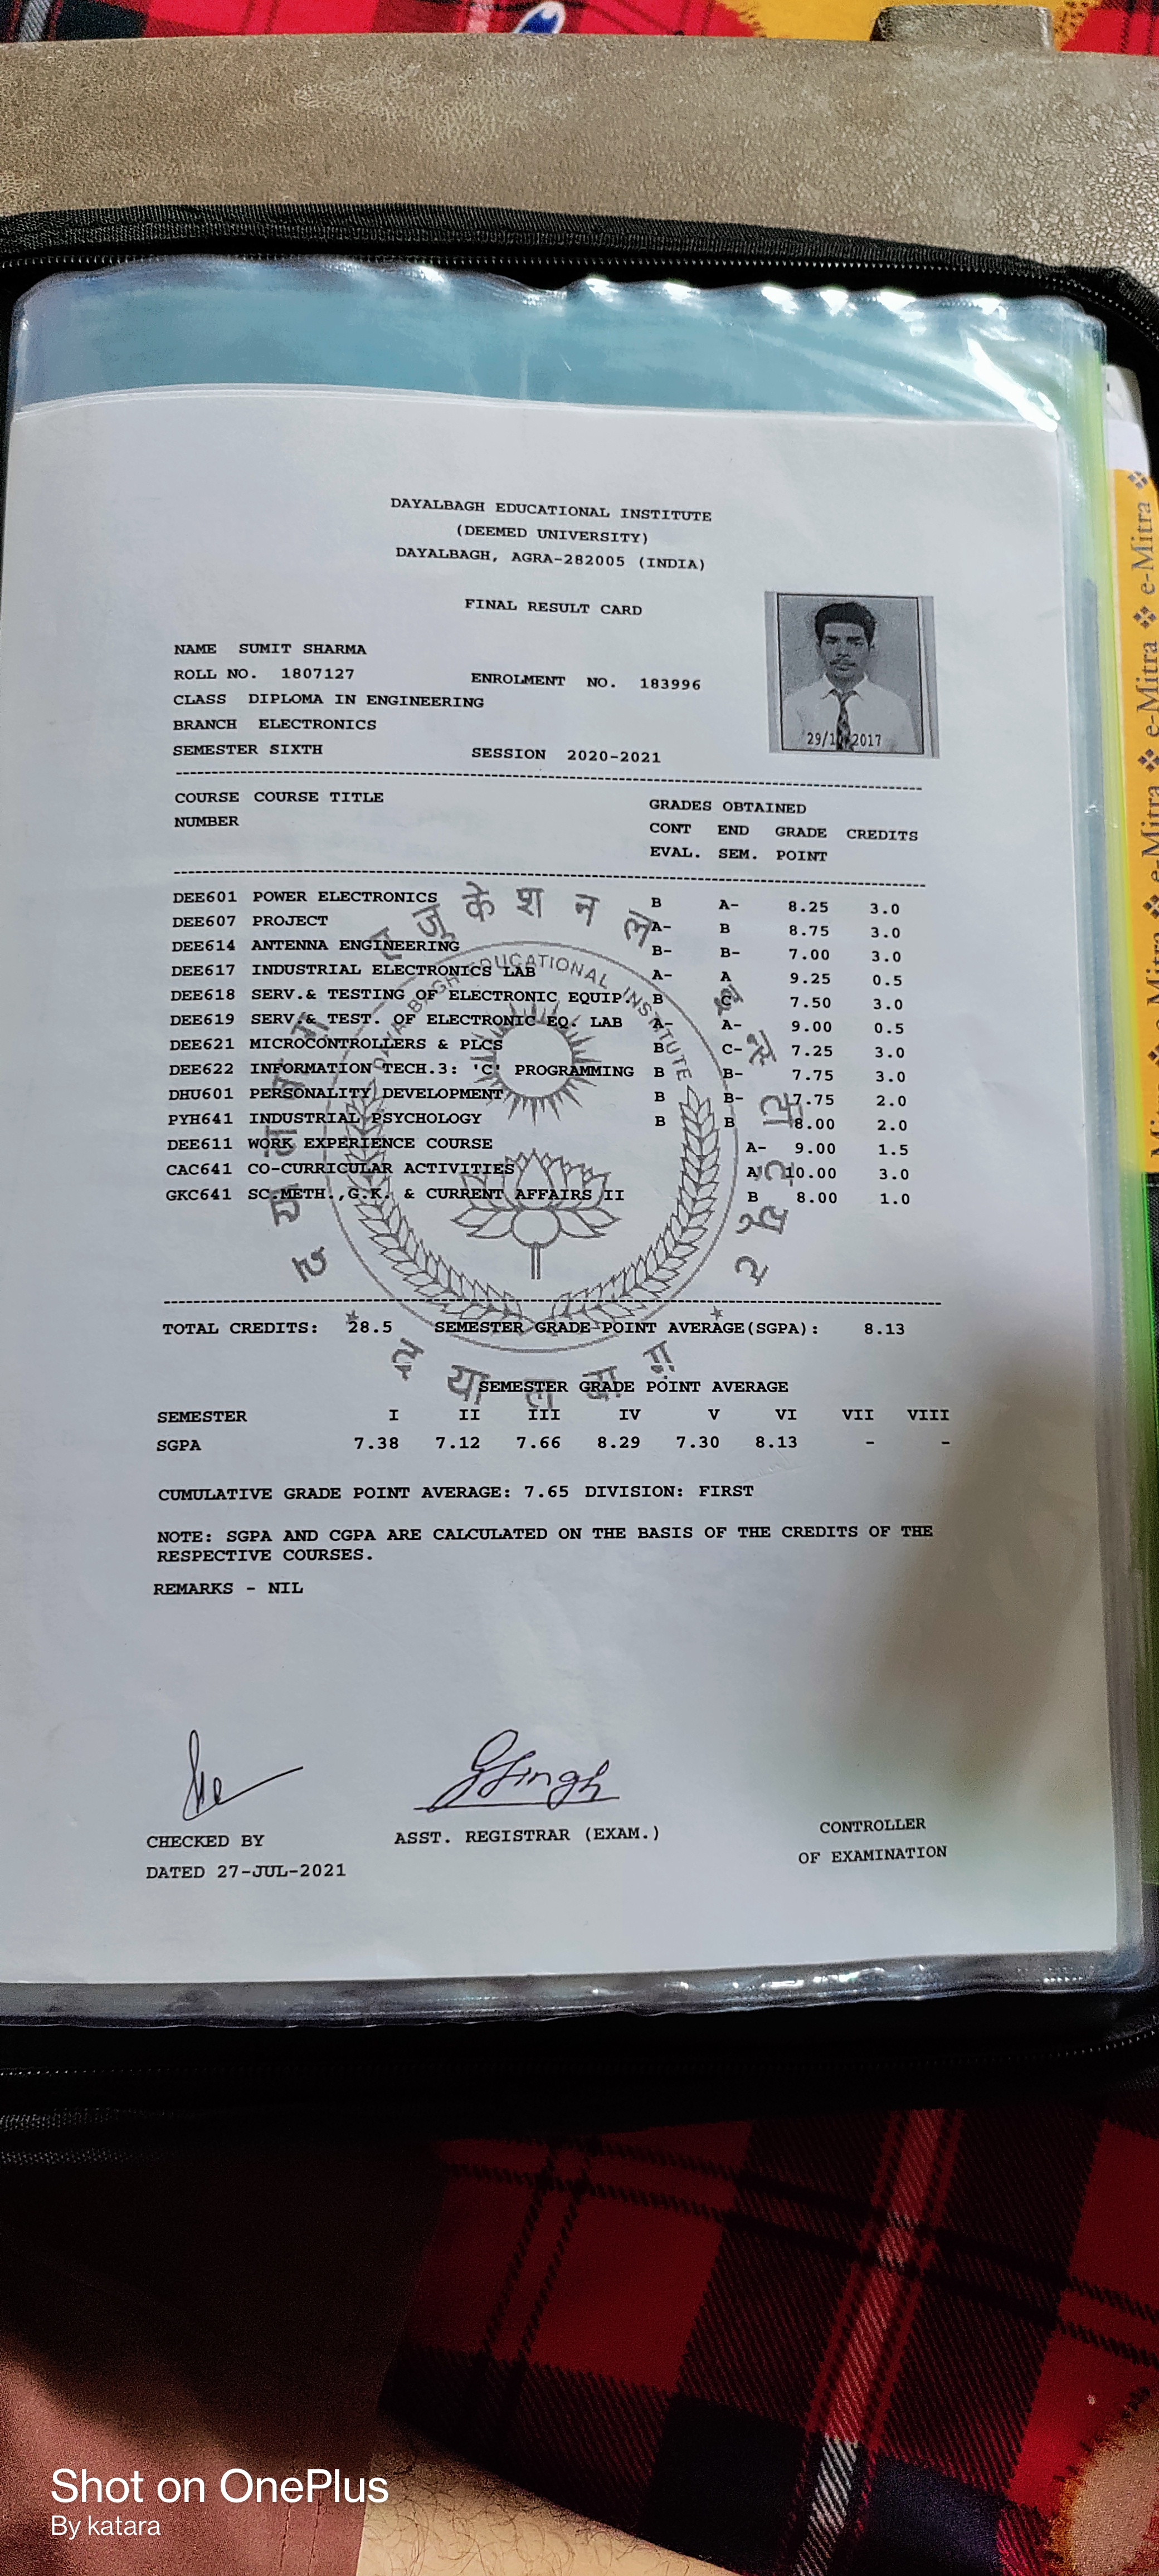 DAYALBAGH EDUCATIONAL INSTITUTE
(DEEMED UNIVERSITY)
DAYALBAGH, AGRA-282005 (INDIA)
FINAL RESULT CARD
NAME SUMIT SHARMA
ROLL NO. 1807127 ENROLMENT NO. 183996
CLASS DIPLOMA IN ENGINEERING
BRANCH ELECTRONICS
SEMESTER SIXTH SESSION 2020-2021
COURSE COURSE TITLE GRADES OBTAINED
NUMBER CONT END GRADE CREDITS
EVAL. SEM. POINT
DEE601 POWER ELECTRONICS B A- 8.25 3.0
DEE607 PROJECT A- B 8.75 3.0
DEE614 ANTENNA ENGINEERING B- B- 7.00 3.0
DEE617 INDUSTRIAL ELECTRONICS LAB A- A 9.25 0.5
DEE618 SERV.& TESTING OF ELECTRONIC EQUIP. B C 7.50 3.0
DEE619 SERV.& TEST. OF ELECTRONIC EQ. LAB A- A- 9.00 0.5
DEE621 MICROCONTROLLERS & PLCS B C- 7.25 3.0
DEE622 INFORMATION TECH.3: 'C' PROGRAMMING B B- 7.75 3.0
DHU601 PERSONALITY DEVELOPMENT B B- 7.75 2.0
PYH641 INDUSTRIAL PSYCHOLOGY B B 8.00 2.0
DEE611 WORK EXPERIENCE COURSE A- 9.00 1.5
CAC641 CO-CURRICULAR ACTIVITIES A 10.00 3.0
GKC641 SC.METH.,G.K. & CURRENT AFFAIRS II B 8.00 1.0
TOTAL CREDITS: 28.5 SEMESTER GRADE POINT AVERAGE(SGPA): 8.13
SEMESTER GRADE POINT AVERAGE
SEMESTER I II III IV V VI VII VIII
SGPA 7.38 7.12 7.66 8.29 7.30 8.13 - -
CUMULATIVE GRADE POINT AVERAGE: 7.65 DIVISION: FIRST
NOTE: SGPA AND CGPA ARE CALCULATED ON THE BASIS OF THE CREDITS OF THE
RESPECTIVE COURSES.
REMARKS - NIL
GSingh
CHECKED BY ASST. REGISTRAR (EXAM.) CONTROLLER
DATED 27-JUL-2021 OF EXAMINATION
DAYALBAGH EDUCATIONAL INSTITUTE
दयालबाग
e-Mitra ❖ e-Mitra ❖ e-Mitra
Shot on OnePlus
By katara